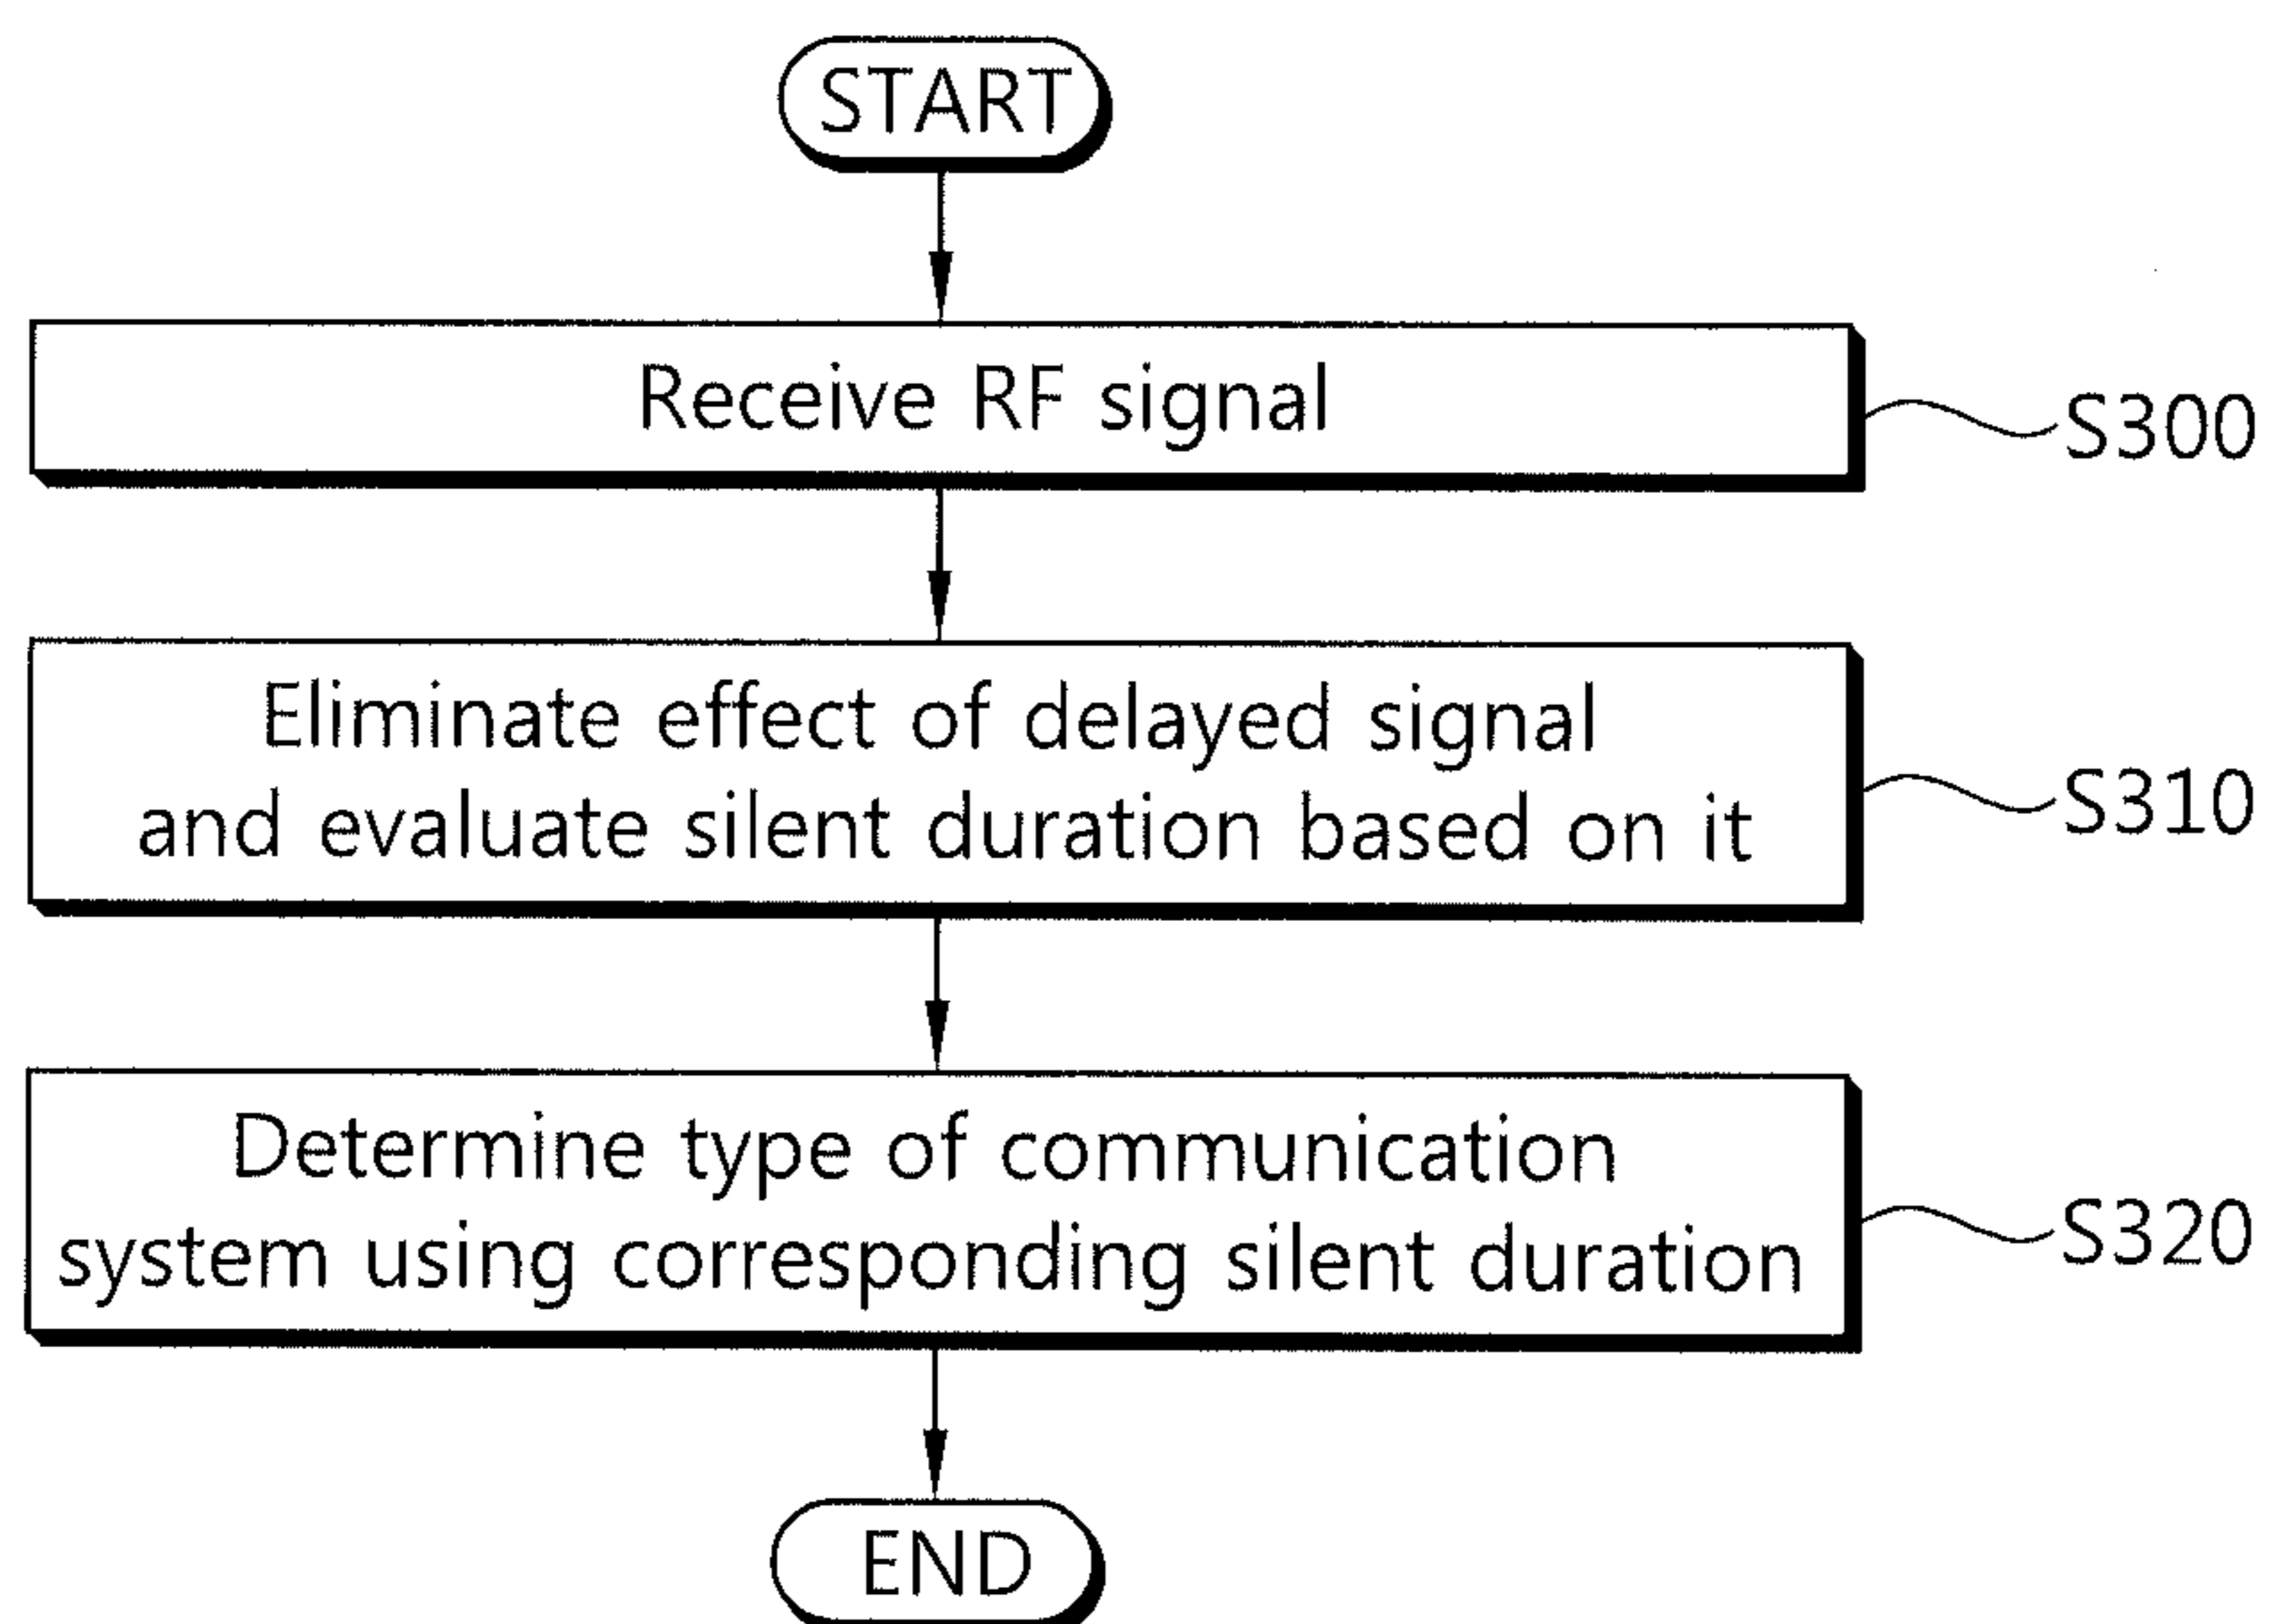 START
Receive RF signal
S300
Eliminate effect of delayed signal
and evaluate silent duration based on it
S310
Determine type of communication
system using corresponding silent duration
S320
END